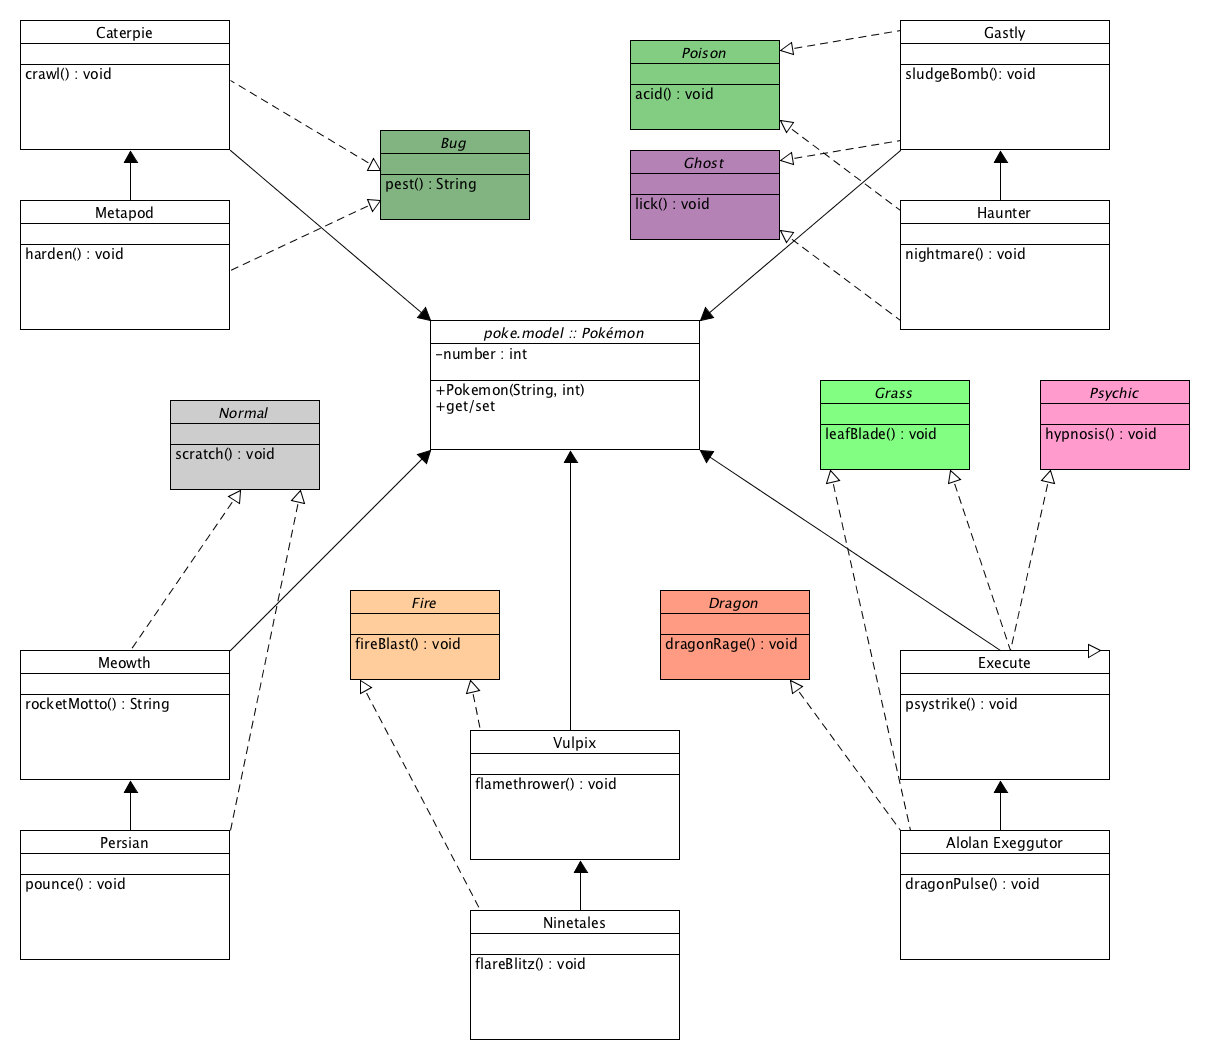 Caterpie
crawl() : void
Gastly
sludgeBomb(): void
Poison
acid() : void
Bug
pest() : String
Ghost
lick() : void
Metapod
harden() : void
Haunter
nightmare() : void
poke.model :: Pokémon
-number : int
+Pokemon(String, int)
+get/set
Normal
scratch() : void
Grass
leafBlade() : void
Psychic
hypnosis() : void
Fire
fireBlast() : void
Dragon
dragonRage() : void
Meowth
rocketMotto() : String
Execute
psystrike() : void
Vulpix
flamethrower() : void
Persian
pounce() : void
Alolan Exeggutor
dragonPulse() : void
Ninetales
flareBlitz() : void